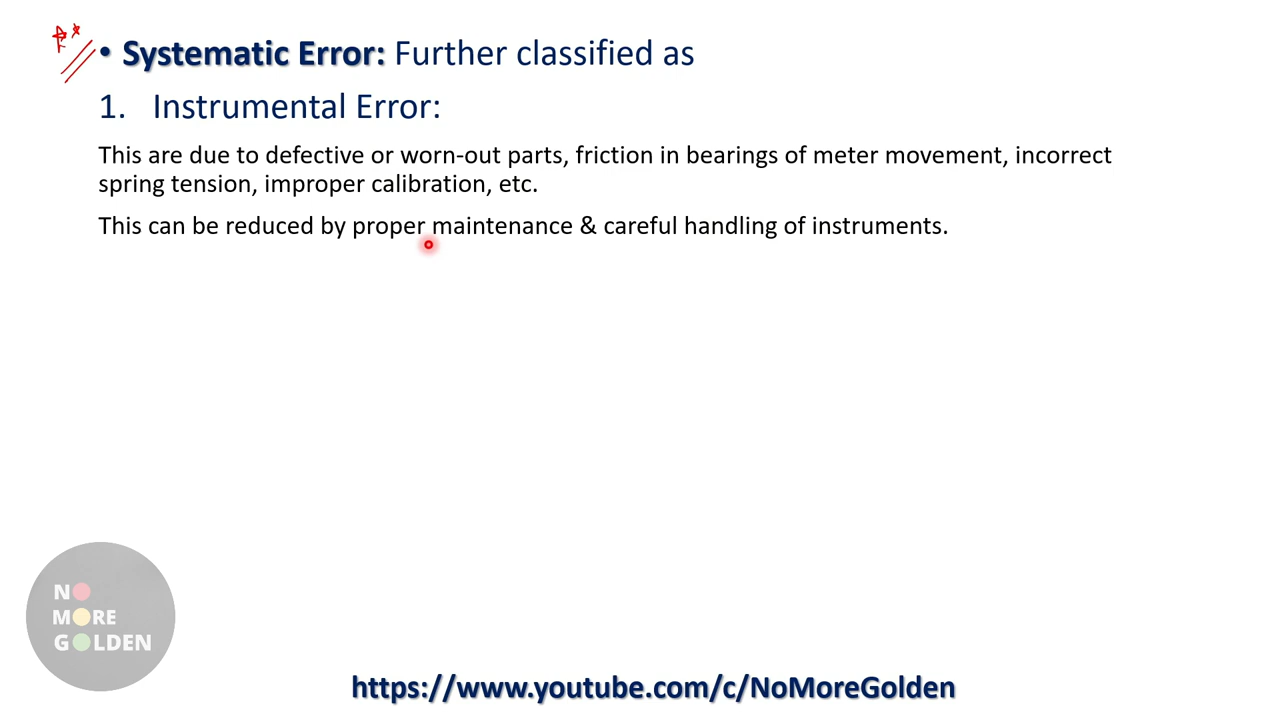 • Systematic Error: Further classified as
1. Instrumental Error:
This are due to defective or worn-out parts, friction in bearings of meter movement, incorrect
spring tension, improper calibration, etc.
This can be reduced by proper maintenance & careful handling of instruments.
NO
MORE
GOLDEN
https://www.youtube.com/c/NoMoreGolden